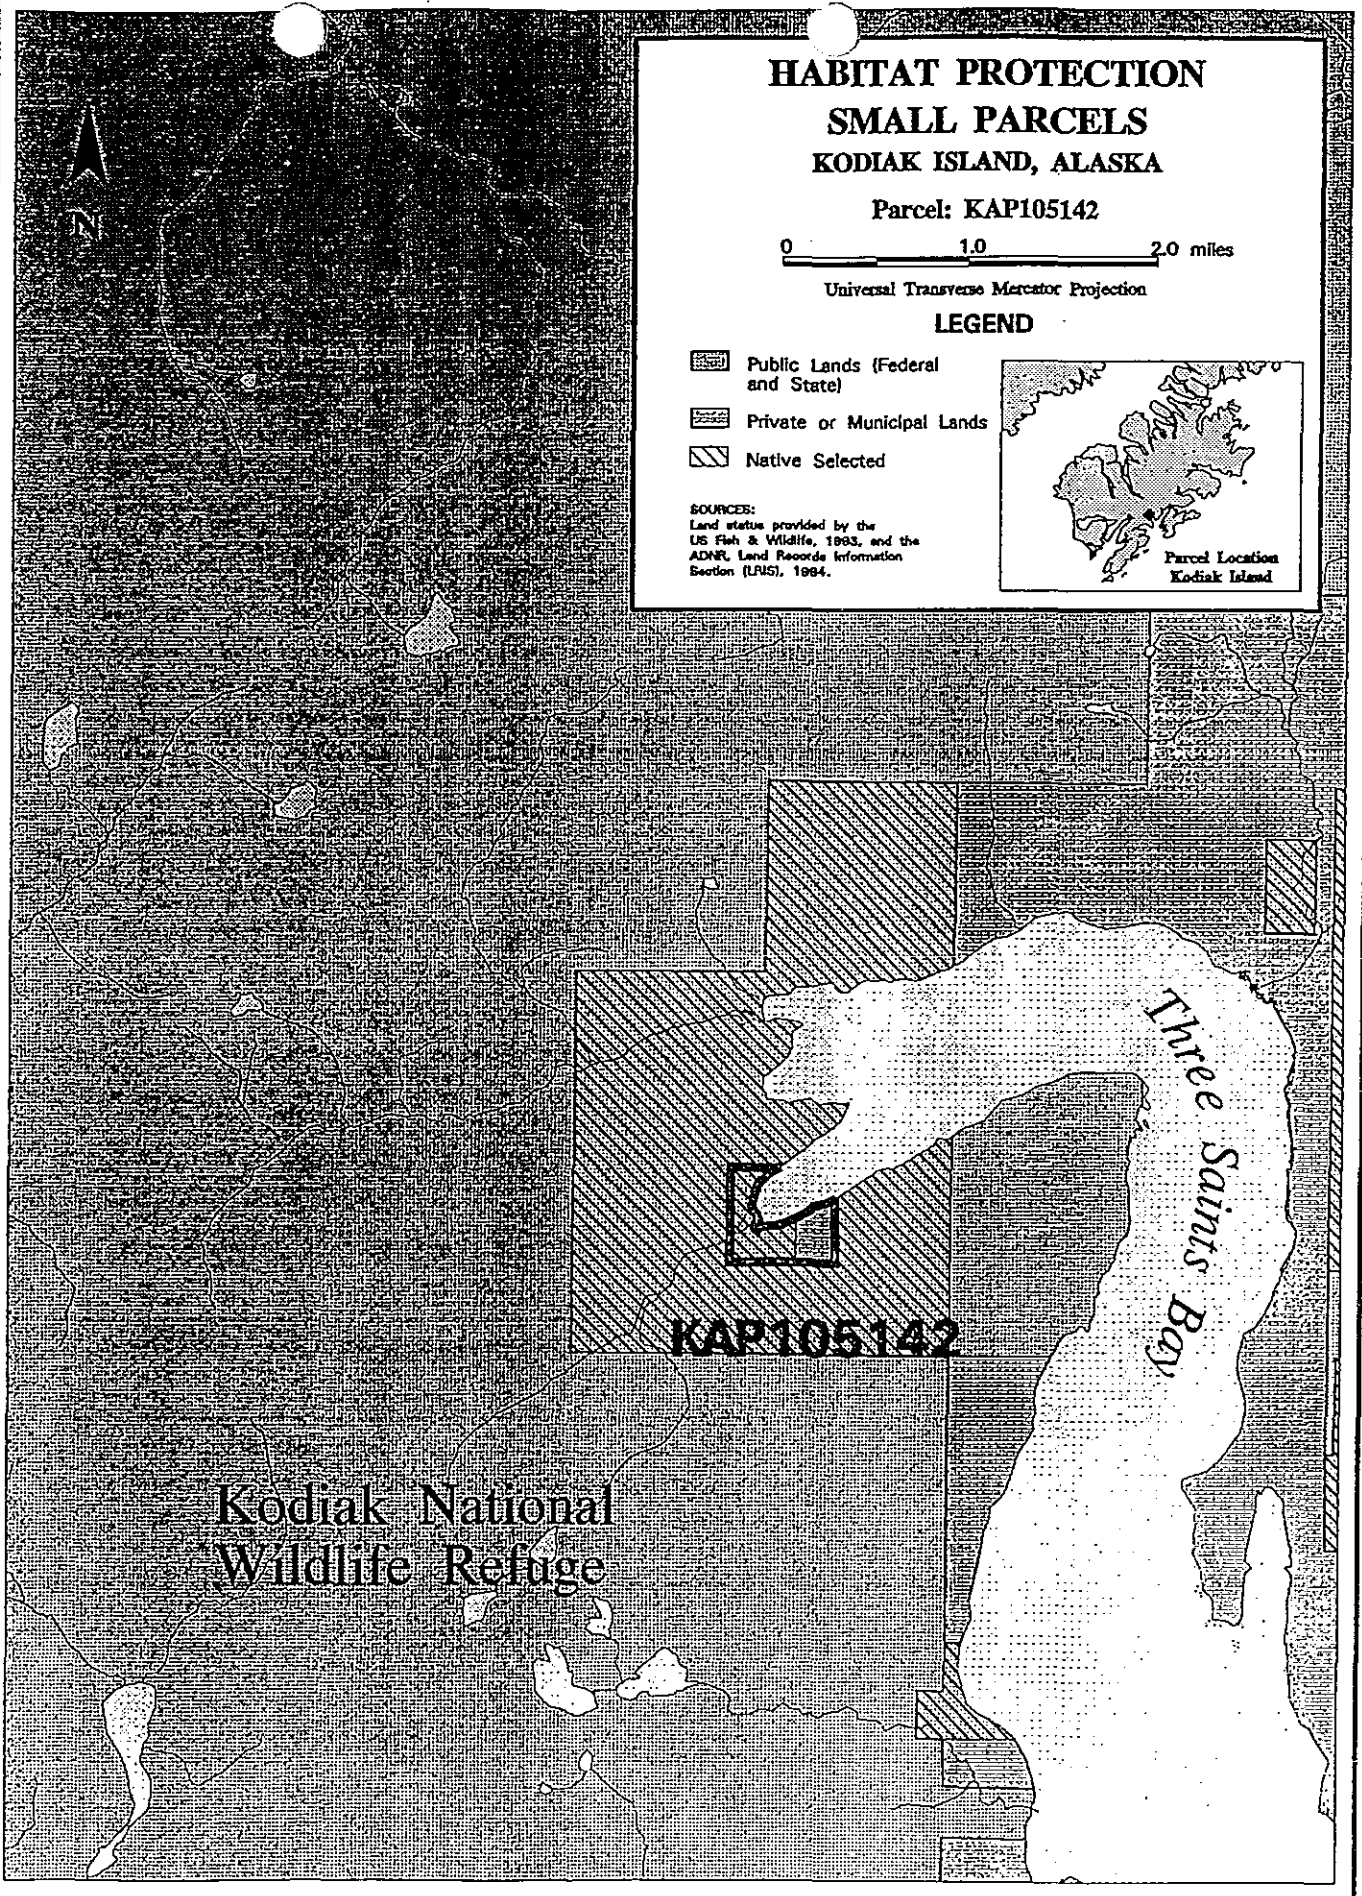 HABITAT PROTECTION
SMALL PARCELS
KODIAK ISLAND, ALASKA
Parcel: KAP105142
0 1.0 2.0 miles
Universal Transverse Mercator Projection
LEGEND
Public Lands (Federal
and State)
Private or Municipal Lands
Native Selected
SOURCES:
Land status provided by the
US Fish & Wildlife, 1993, and the
ADNR, Land Records Information
Section (LRIS), 1994.
Parcel Location
Kodiak Island
N
Three Saints Bay
KAP105142
Kodiak National
Wildlife Refuge